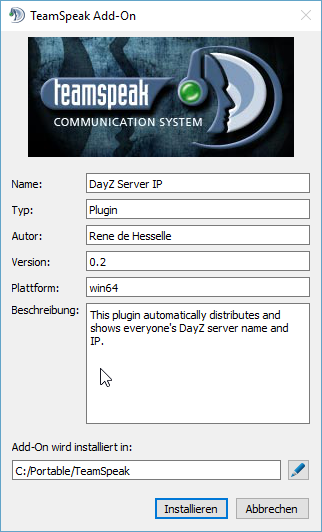 TeamSpeak Add-On
teamspeak
COMMUNICATION SYSTEM
Name: DayZ Server IP
Typ: Plugin
Autor: Rene de Hesselle
Version: 0.2
Plattform: win64
Beschreibung: This plugin automatically distributes and
shows everyone's DayZ server name and
IP.
Add-On wird installiert in:
C:/Portable/TeamSpeak
Installieren Abbrechen